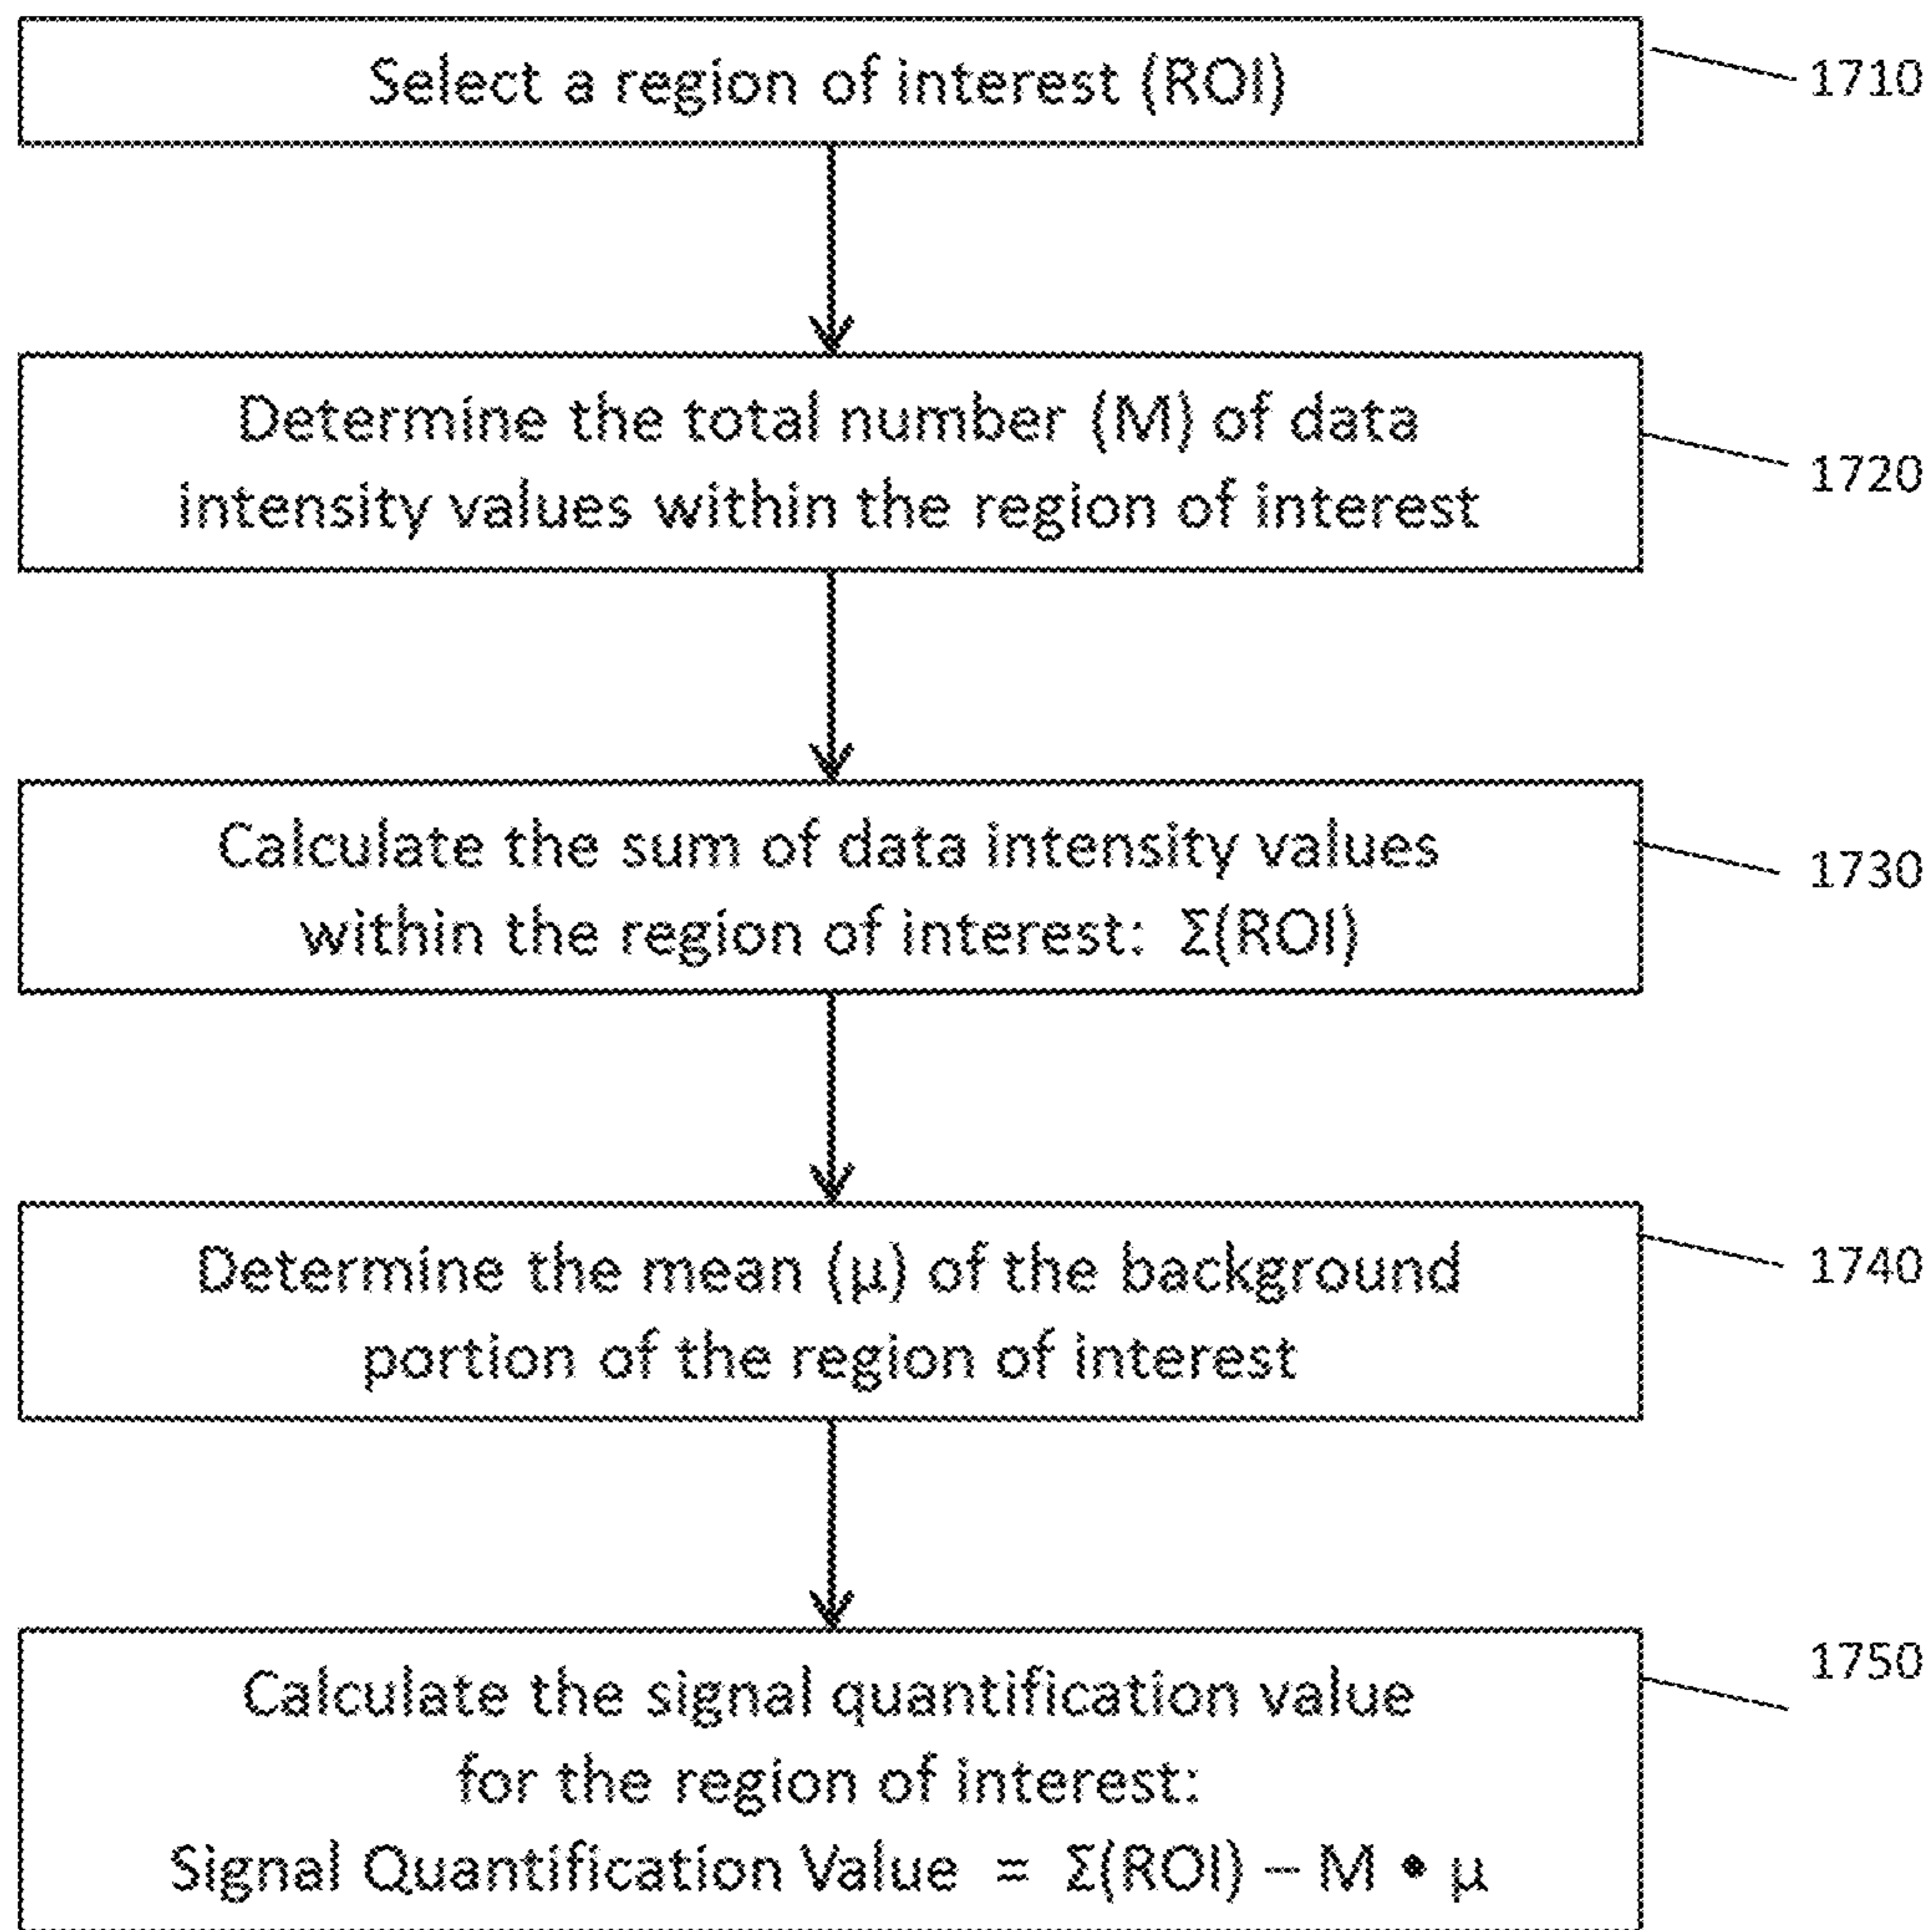 Select a region of interest (ROI)
1710
Determine the total number (M) of data
intensity values within the region of interest
1720
Calculate the sum of data intensity values
within the region of interest: Σ(ROI)
1730
Determine the mean (μ) of the background
portion of the region of interest
1740
Calculate the signal quantification value
for the region of interest:
Signal Quantification Value = Σ(ROI) – M • μ
1750